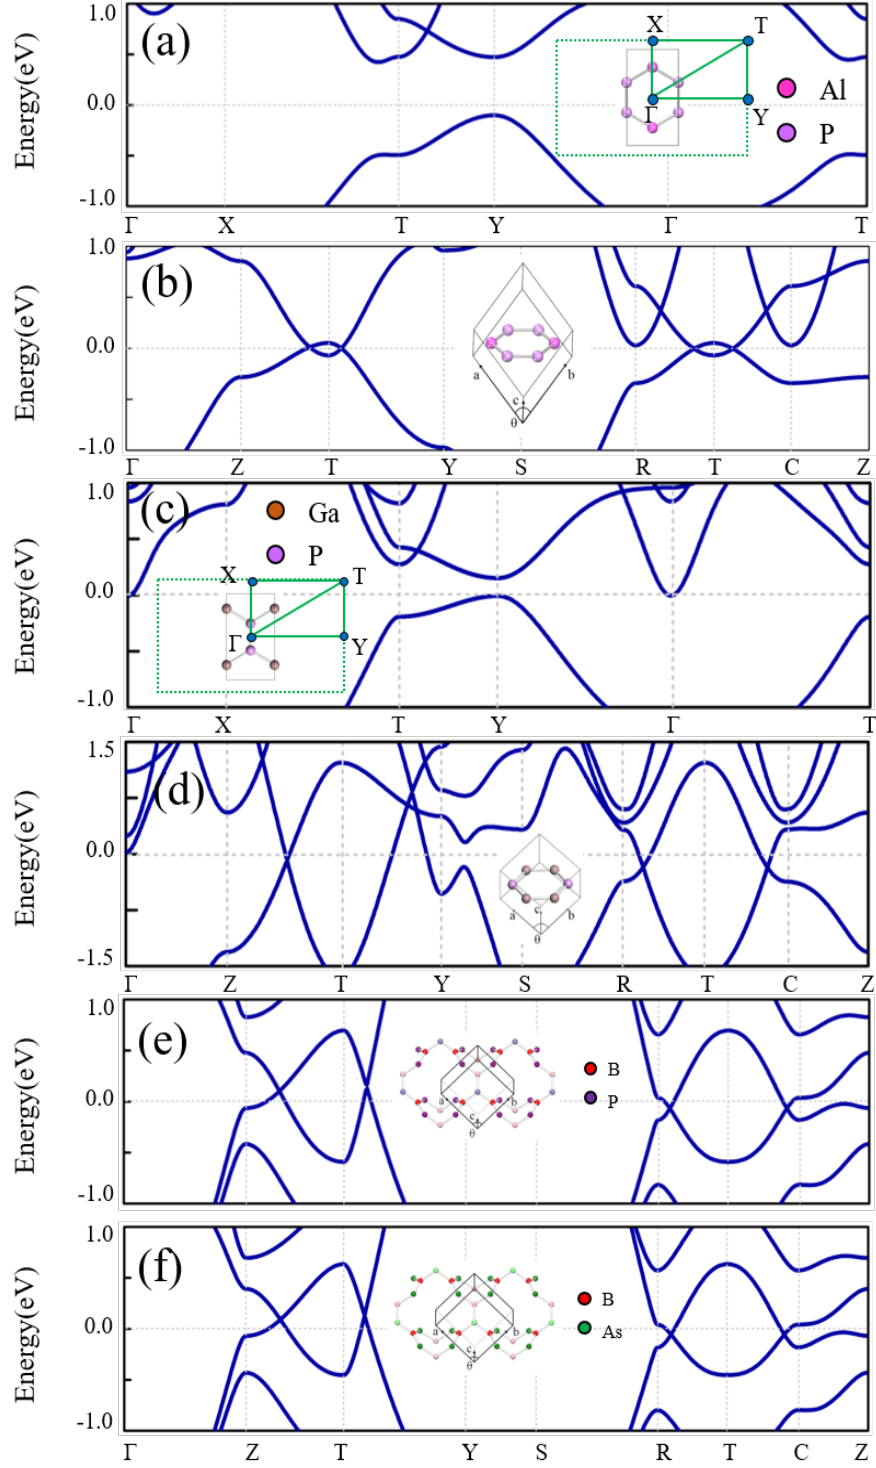 1.0
(a)
X
T
Al
Energy(eV)
0.0
Γ
Y
P
-1.0
Γ X T Y Γ T
1.0
(b)
Energy(eV)
0.0
a
b
c
θ
-1.0
Γ Z T Y S R T C Z
1.0
(c)
Ga
P
Energy(eV)
0.0
X
T
Γ
Y
-1.0
Γ X T Y Γ T
1.5
(d)
Energy(eV)
0.0
a
c
b
θ
-1.5
Γ Z T Y S R T C Z
1.0
(e)
B
P
Energy(eV)
0.0
a
b
c
θ
-1.0
Γ Z T Y S R T C Z
1.0
(f)
B
As
Energy(eV)
0.0
a
b
c
θ
-1.0
Γ Z T Y S R T C Z